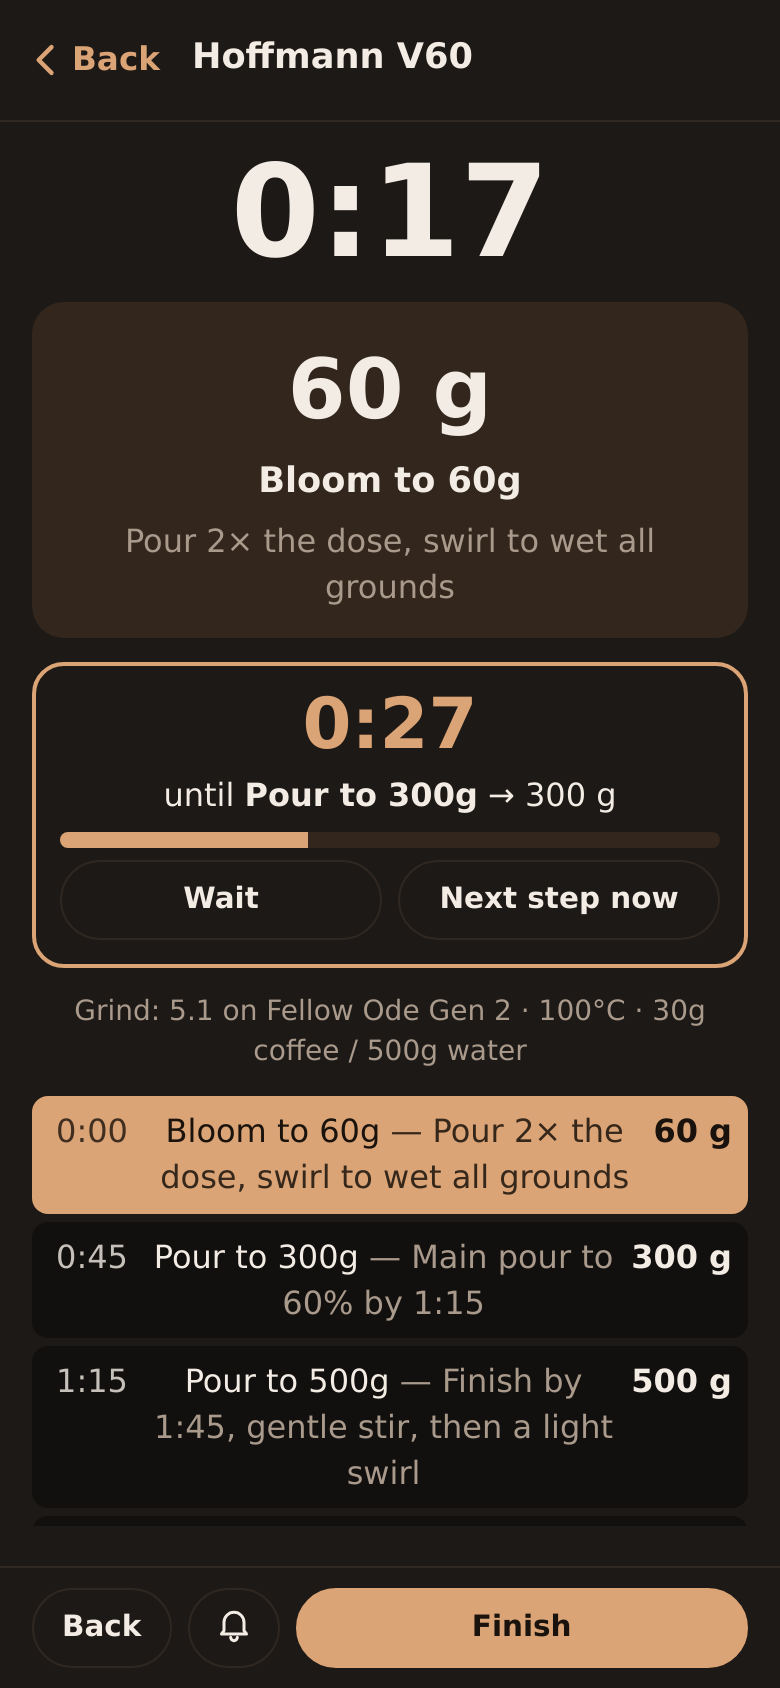 Back Hoffmann V60
0:17
60 g
Bloom to 60g
Pour 2× the dose, swirl to wet all
grounds
0:27
until Pour to 300g → 300 g
Wait Next step now
Grind: 5.1 on Fellow Ode Gen 2 · 100°C · 30g
coffee / 500g water
0:00 Bloom to 60g — Pour 2× the 60 g
dose, swirl to wet all grounds
0:45 Pour to 300g — Main pour to 300 g
60% by 1:15
1:15 Pour to 500g — Finish by 500 g
1:45, gentle stir, then a light
swirl
Back Finish